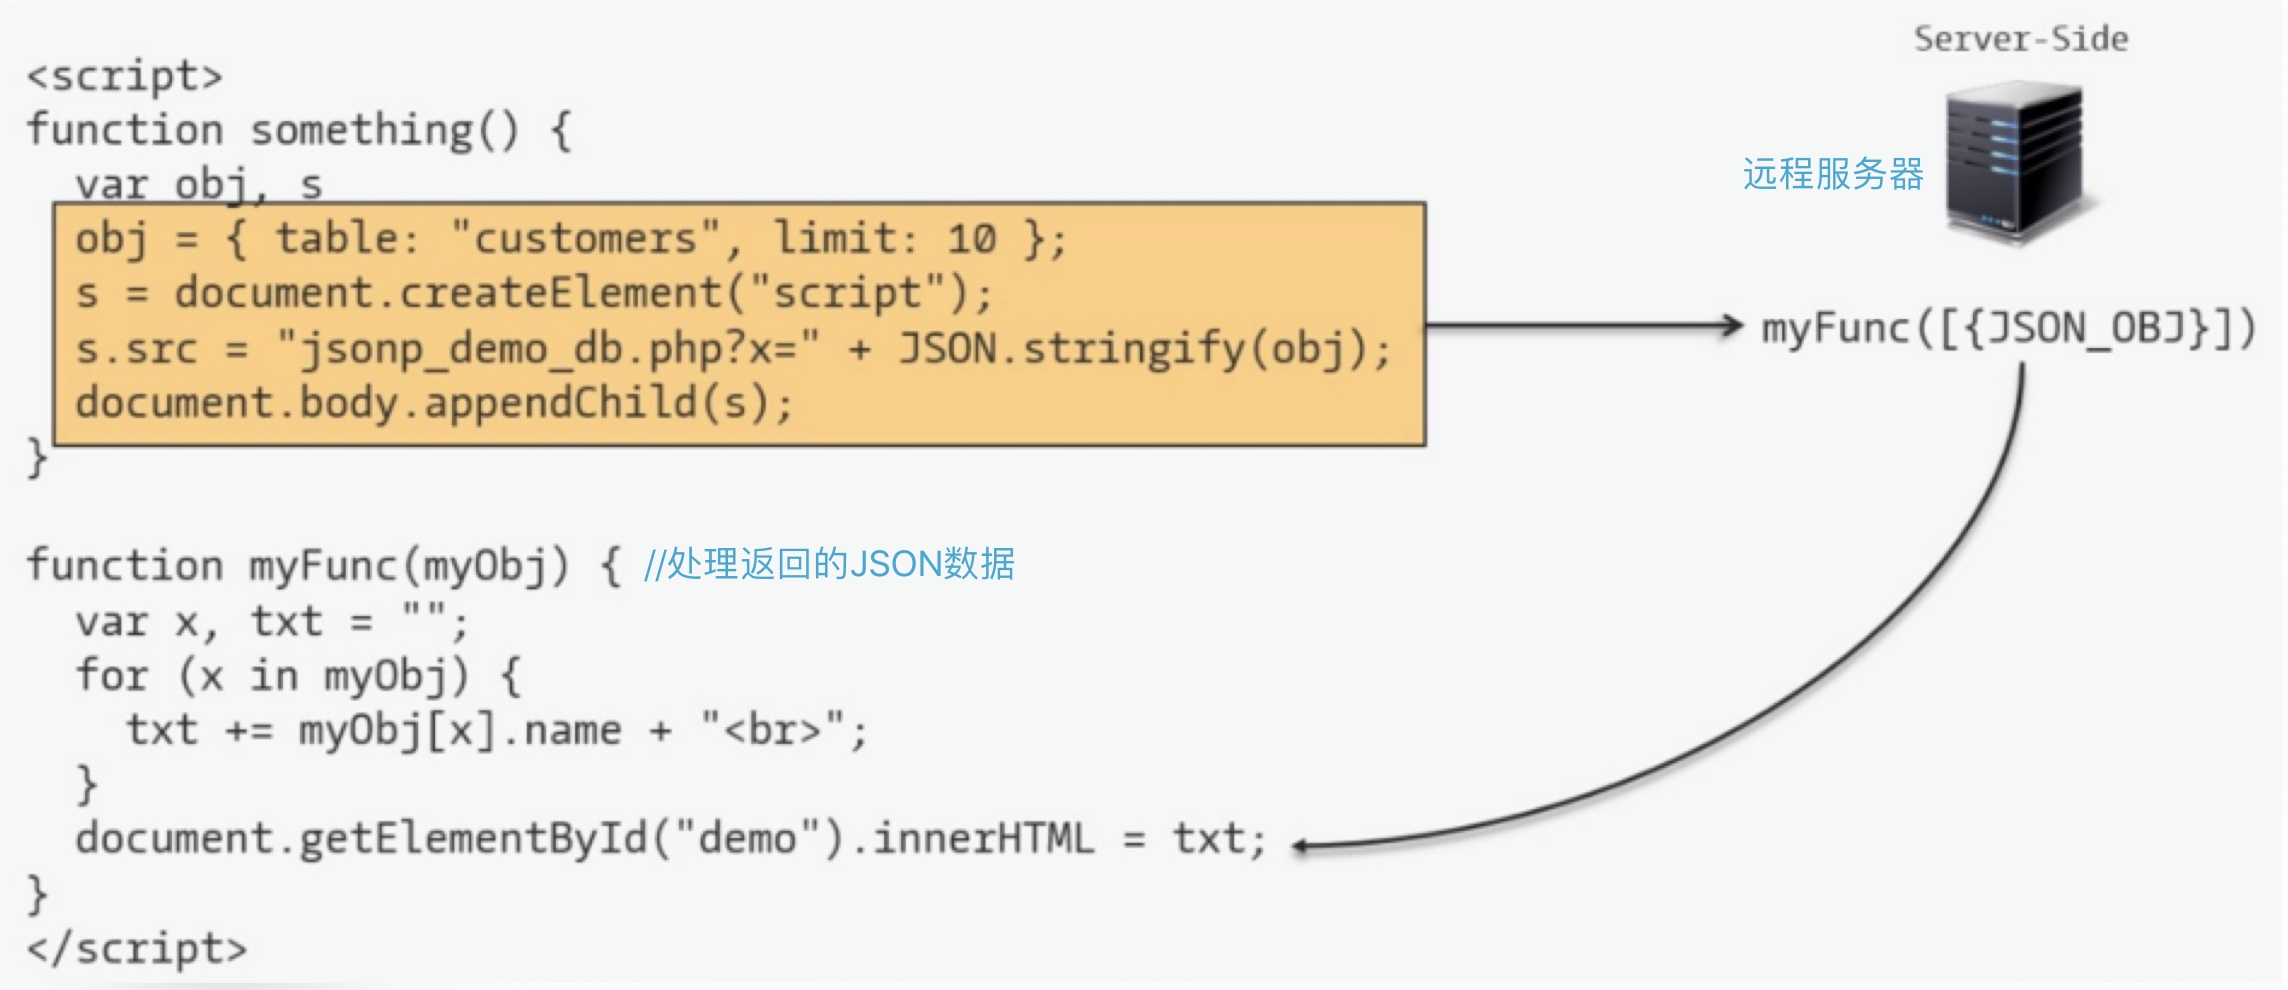 <script>
function something() {
  var obj, s
  obj = { table: "customers", limit: 10 };
  s = document.createElement("script");
  s.src = "jsonp_demo_db.php?x=" + JSON.stringify(obj);
  document.body.appendChild(s);
}
function myFunc(myObj) { //处理返回的JSON数据
  var x, txt = "";
  for (x in myObj) {
    txt += myObj[x].name + "<br>";
  }
  document.getElementById("demo").innerHTML = txt;
}
</script>
Server-Side
远程服务器
myFunc([{JSON_OBJ}])